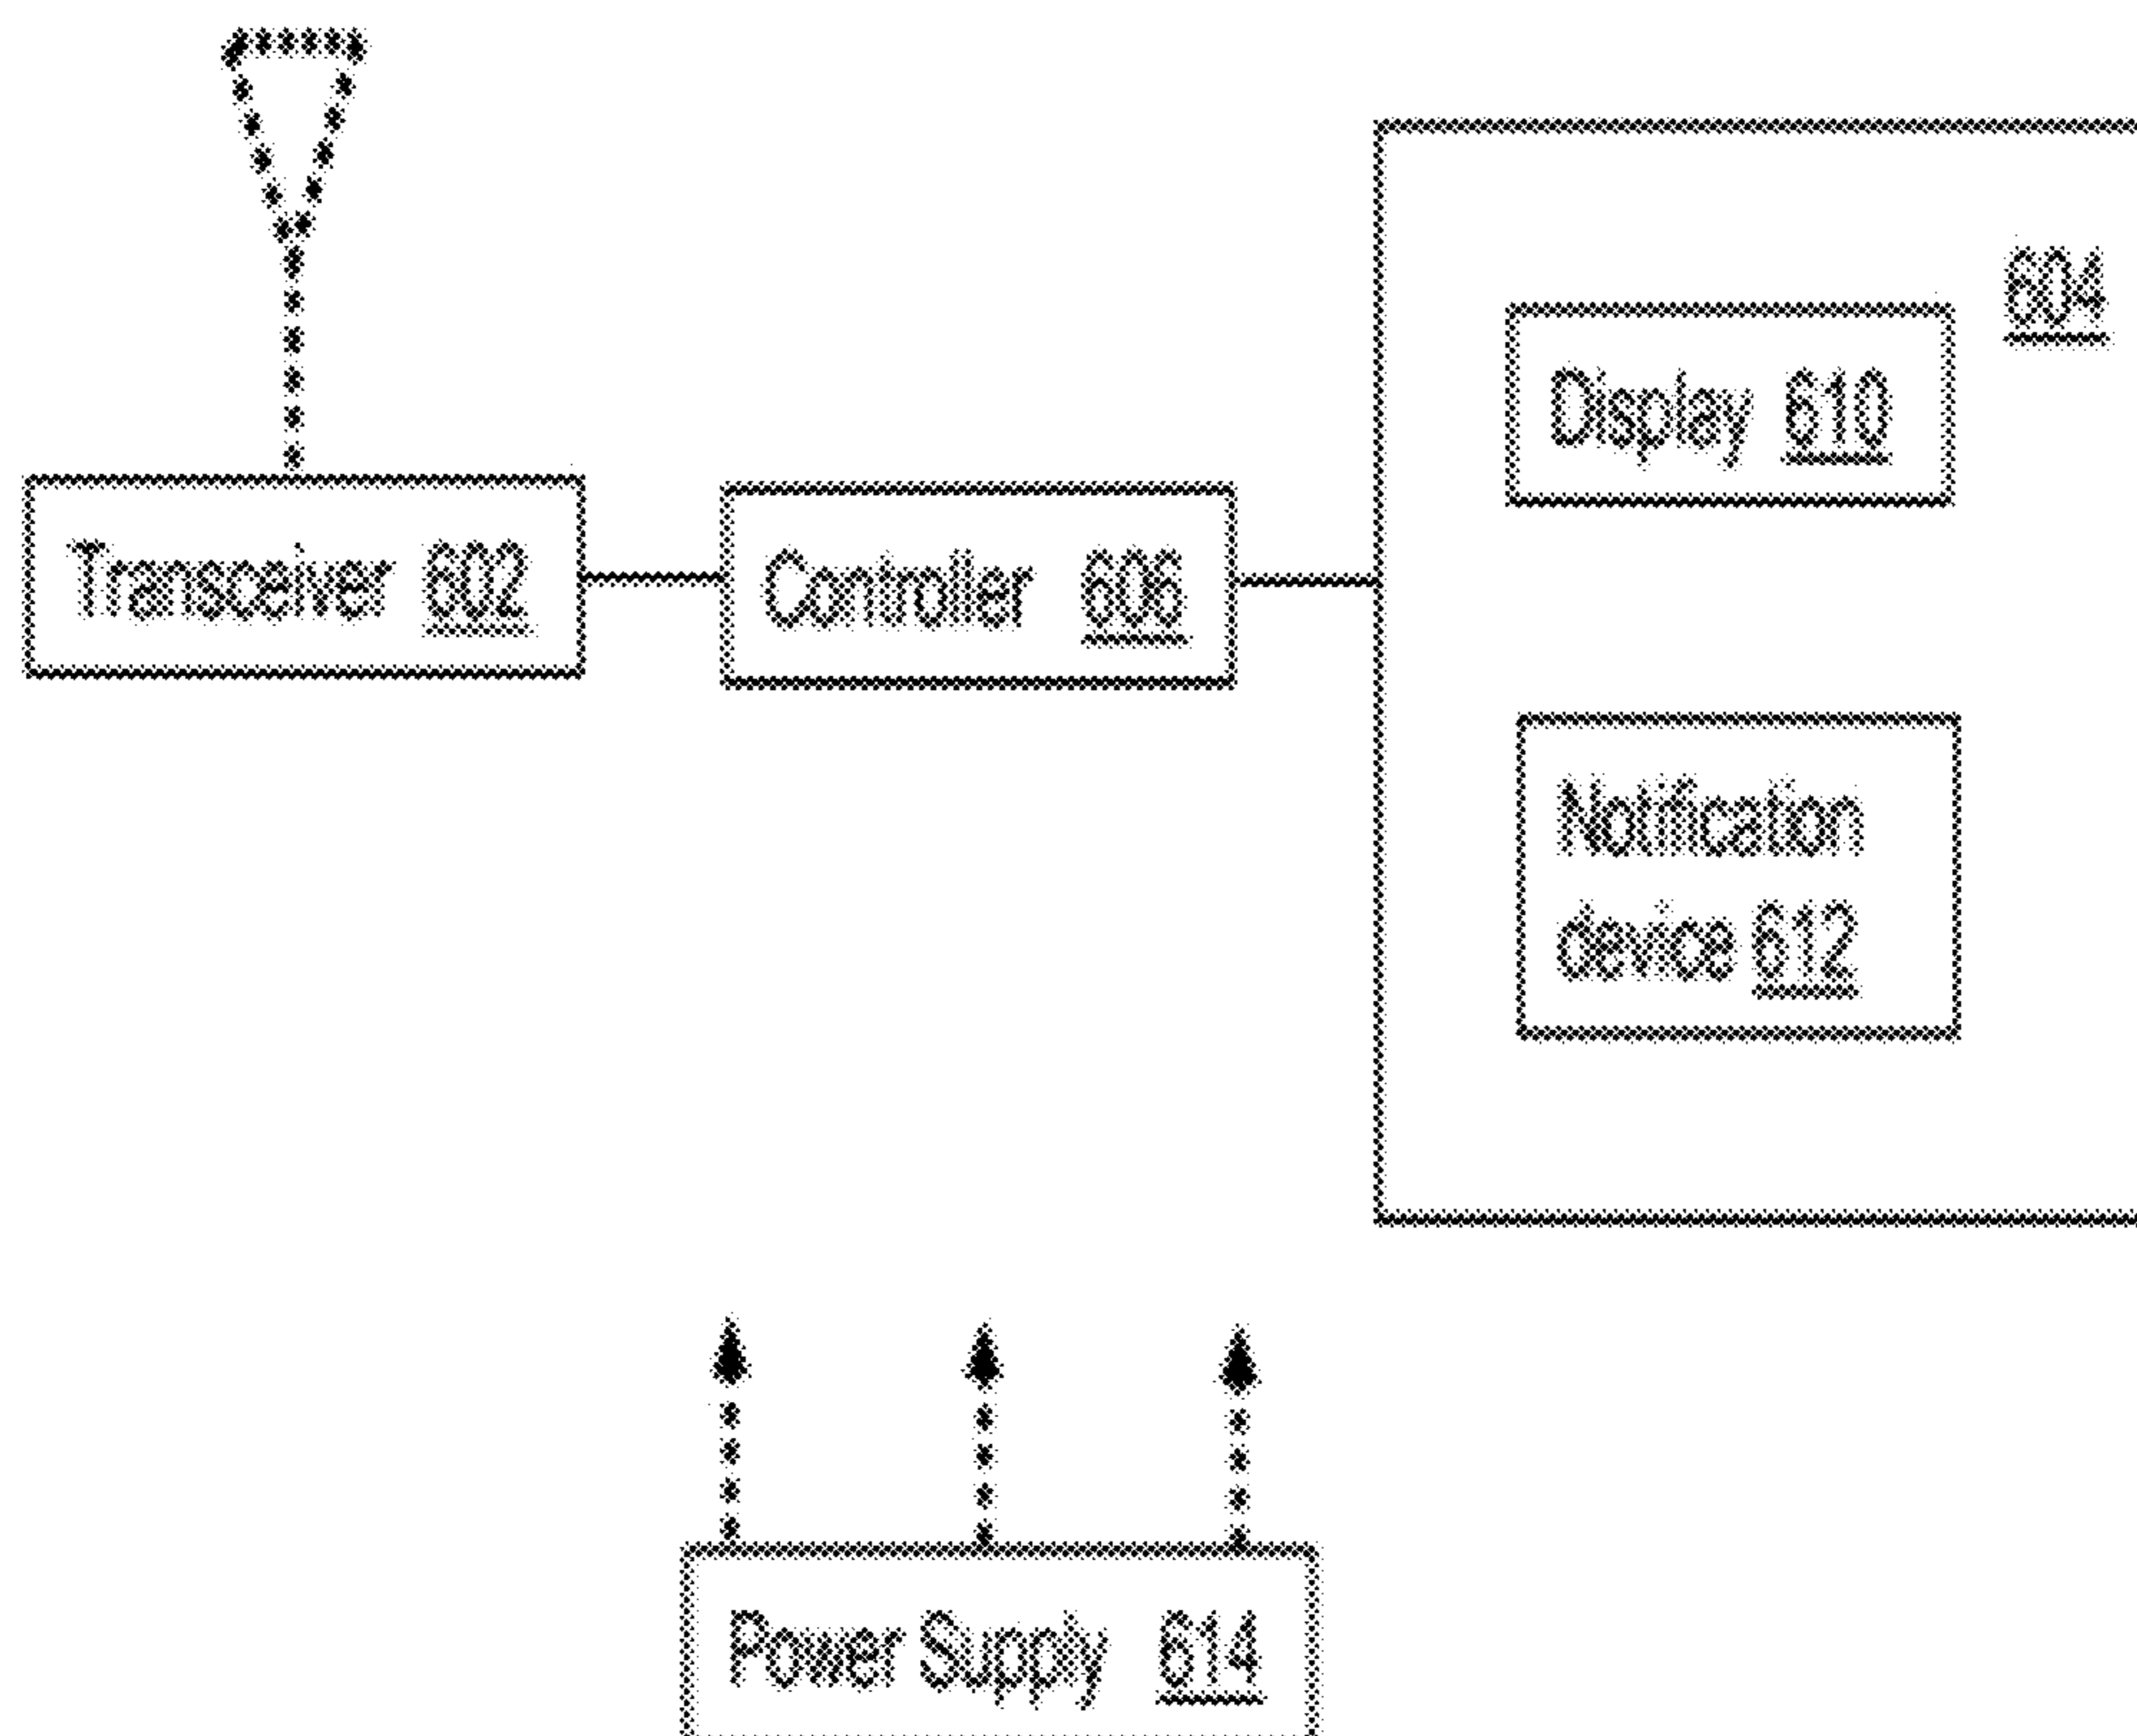 604
Display 610
Transceiver 602
Controller 606
Notification
device 612
Power Supply 614